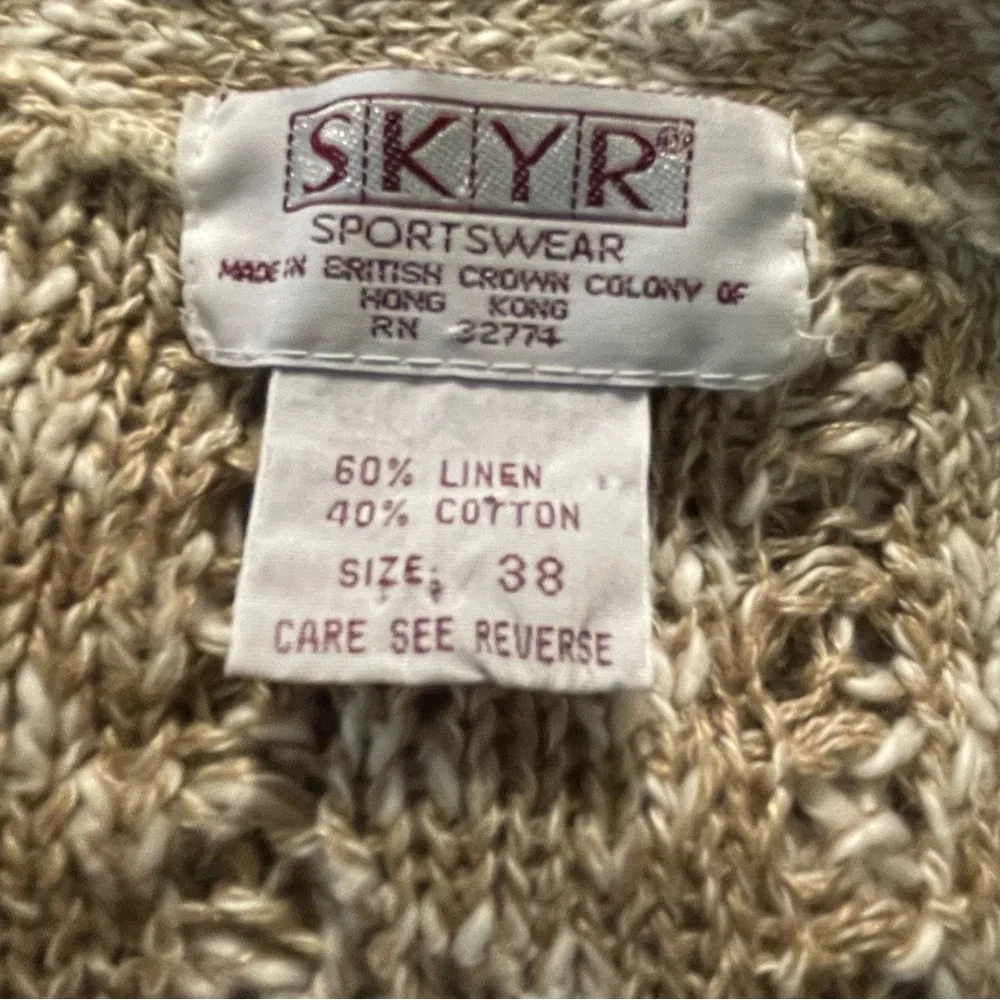 SKYR
SPORTSWEAR
MADE IN BRITISH CROWN COLONY OF
HONG KONG
RN 32774
60% LINEN
40% COTTON
SIZE: 38
CARE SEE REVERSE